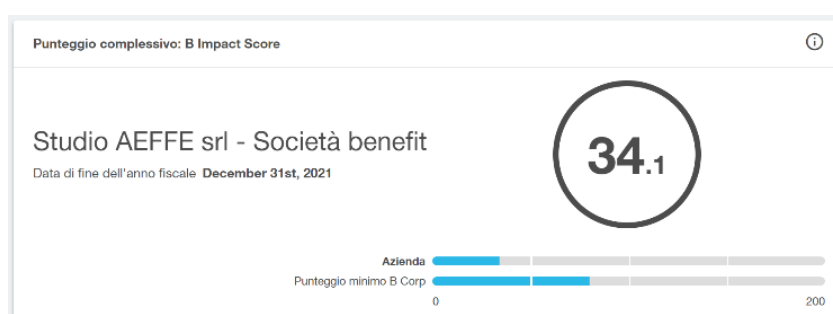 Punteggio complessivo: B Impact Score
Studio AEFFE srl - Società benefit
Data di fine dell'anno fiscale December 31st, 2021
34.1
Azienda
Punteggio minimo B Corp
0 200